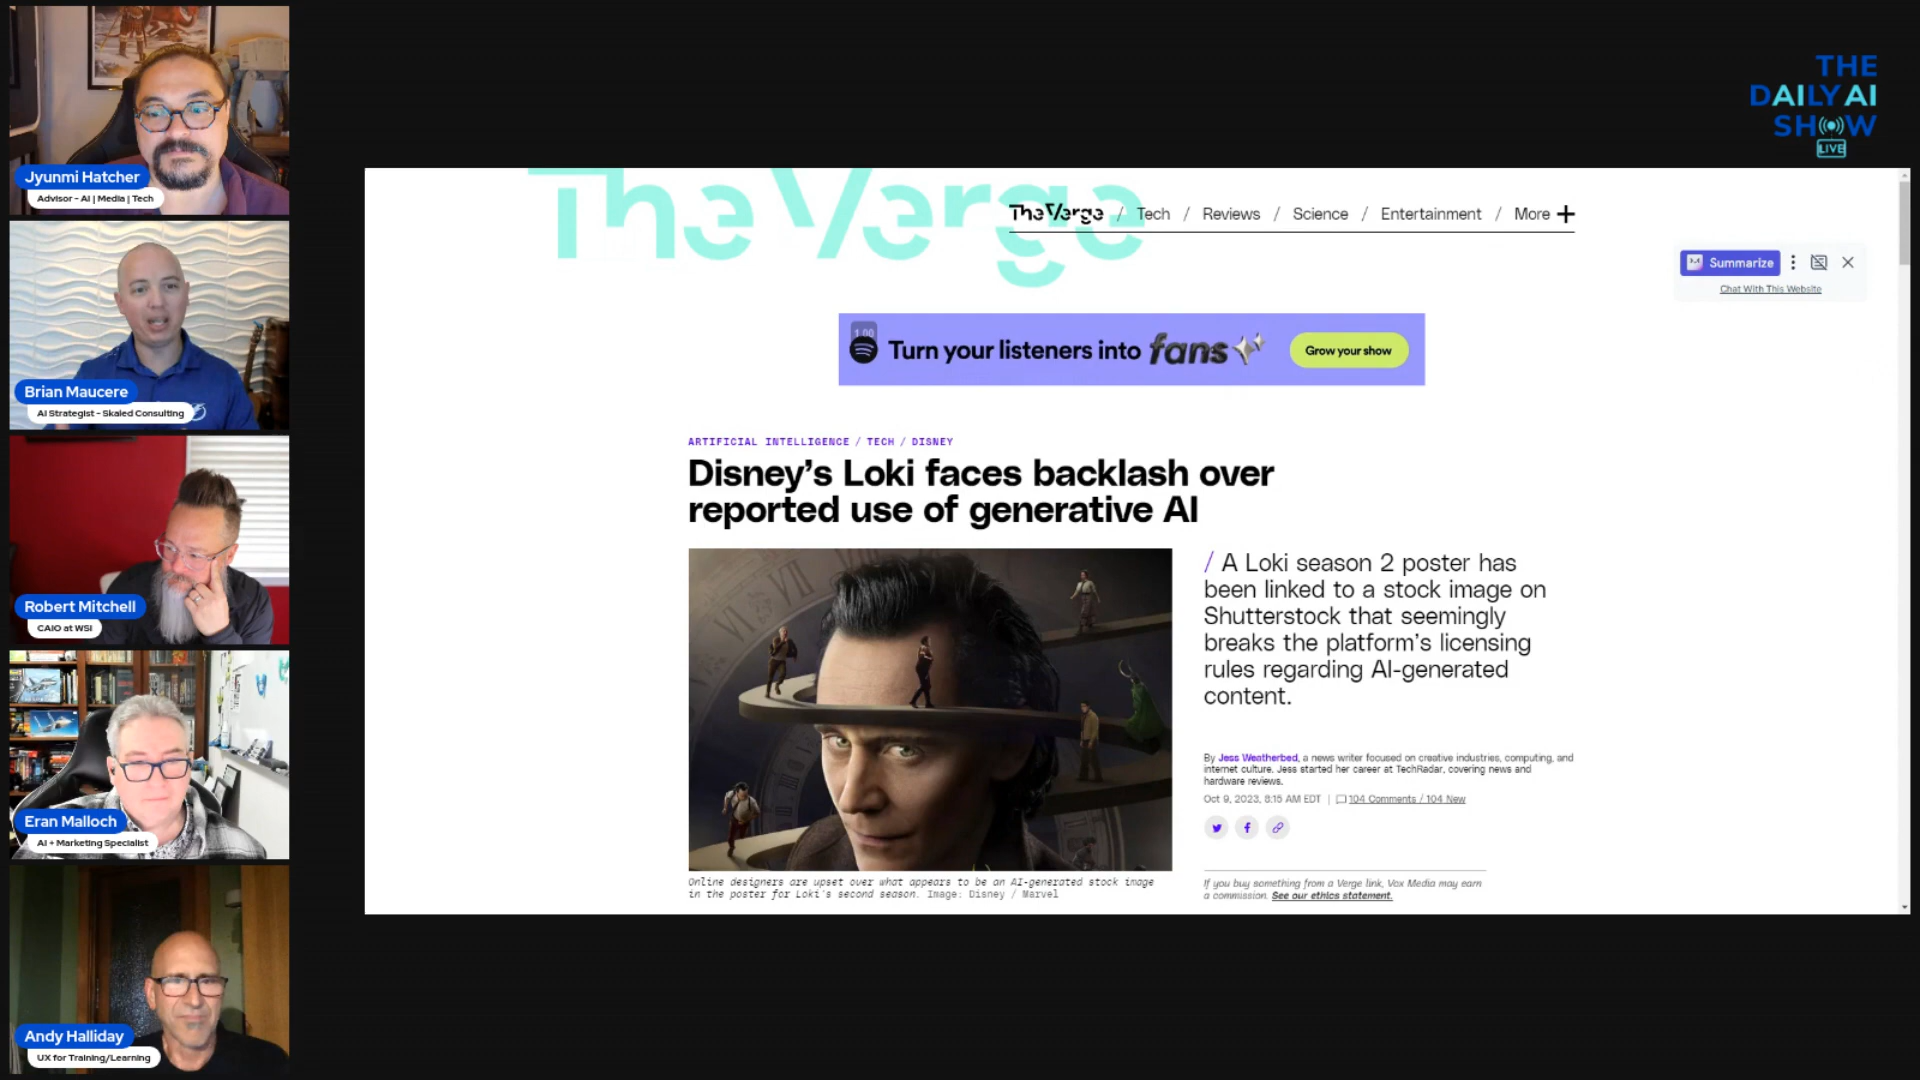 Jyunmi Hatcher
Advisor - AI | Media | Tech
Brian Maucere
AI Strategist - Skaled Consulting
Robert Mitchell
CAIO at WSI
Eran Malloch
AI + Marketing Specialist
Andy Halliday
UX for Training/Learning
THE
DAILY AI
SHOW
LIVE
The Verge
The Verge / Tech / Reviews / Science / Entertainment / More +
Summarize
Chat With This Website
1.00
Turn your listeners into fans
Grow your show
ARTIFICIAL INTELLIGENCE / TECH / DISNEY
Disney's Loki faces backlash over
reported use of generative AI
VII
/ A Loki season 2 poster has
been linked to a stock image on
Shutterstock that seemingly
breaks the platform's licensing
rules regarding AI-generated
content.
By Jess Weatherbed, a news writer focused on creative industries, computing, and
internet culture. Jess started her career at TechRadar, covering news and
hardware reviews.
Oct 9, 2023, 8:15 AM EDT | 104 Comments / 104 New
Online designers are upset over what appears to be an AI-generated stock image
in the poster for Loki's second season. Image: Disney / Marvel
If you buy something from a Verge link, Vox Media may earn
a commission. See our ethics statement.